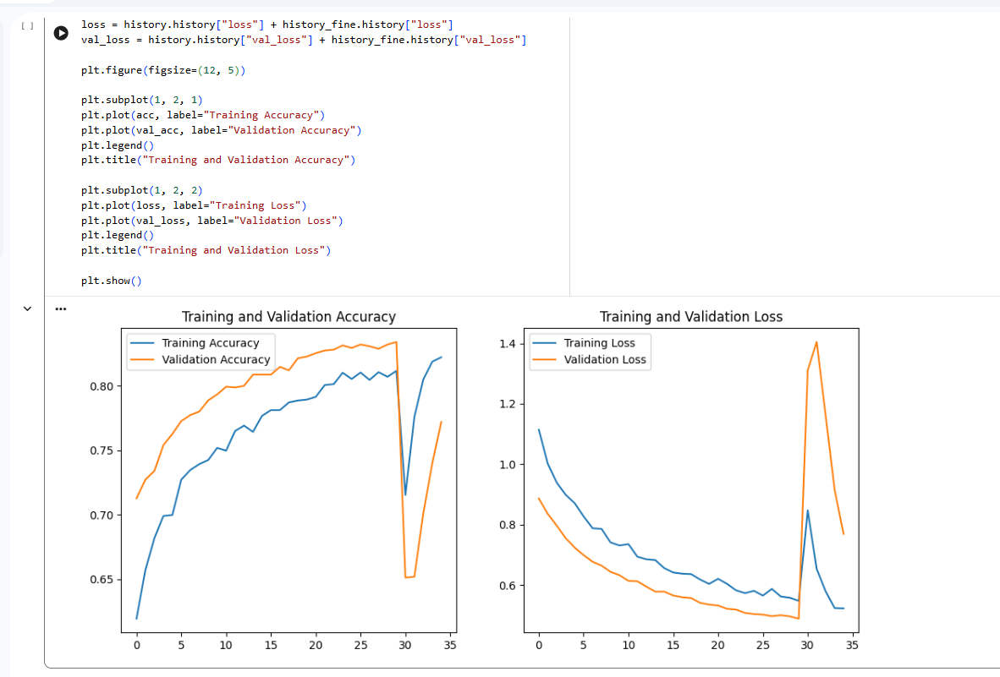 [ ]
loss = history.history["loss"] + history_fine.history["loss"]
val_loss = history.history["val_loss"] + history_fine.history["val_loss"]
plt.figure(figsize=(12, 5))
plt.subplot(1, 2, 1)
plt.plot(acc, label="Training Accuracy")
plt.plot(val_acc, label="Validation Accuracy")
plt.legend()
plt.title("Training and Validation Accuracy")
plt.subplot(1, 2, 2)
plt.plot(loss, label="Training Loss")
plt.plot(val_loss, label="Validation Loss")
plt.legend()
plt.title("Training and Validation Loss")
plt.show()
...
Training and Validation Accuracy
Training Accuracy
Validation Accuracy
0.80
0.75
0.70
0.65
0 5 10 15 20 25 30 35
Training and Validation Loss
Training Loss
Validation Loss
1.4
1.2
1.0
0.8
0.6
0 5 10 15 20 25 30 35